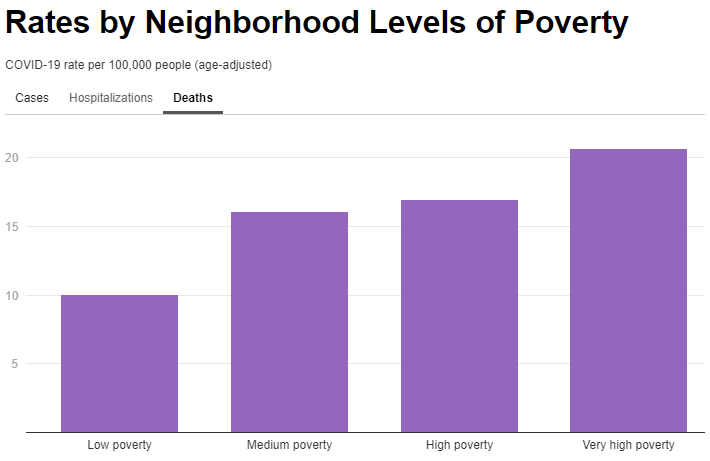 Rates by Neighborhood Levels of Poverty
COVID-19 rate per 100,000 people (age-adjusted)
Cases Hospitalizations Deaths
20
15
10
5
Low poverty Medium poverty High poverty Very high poverty